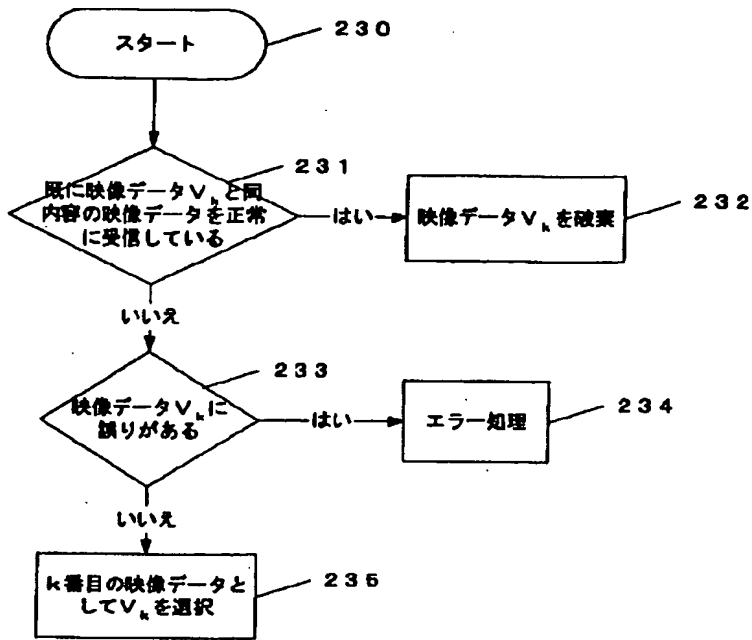 スタート
230
231
既に映像データVkと同
内容の映像データを正常
に受信している
はい
映像データVkを破棄
232
いいえ
233
映像データVkに
誤りがある
はい
エラー処理
234
いいえ
k番目の映像データと
してVkを選択
235